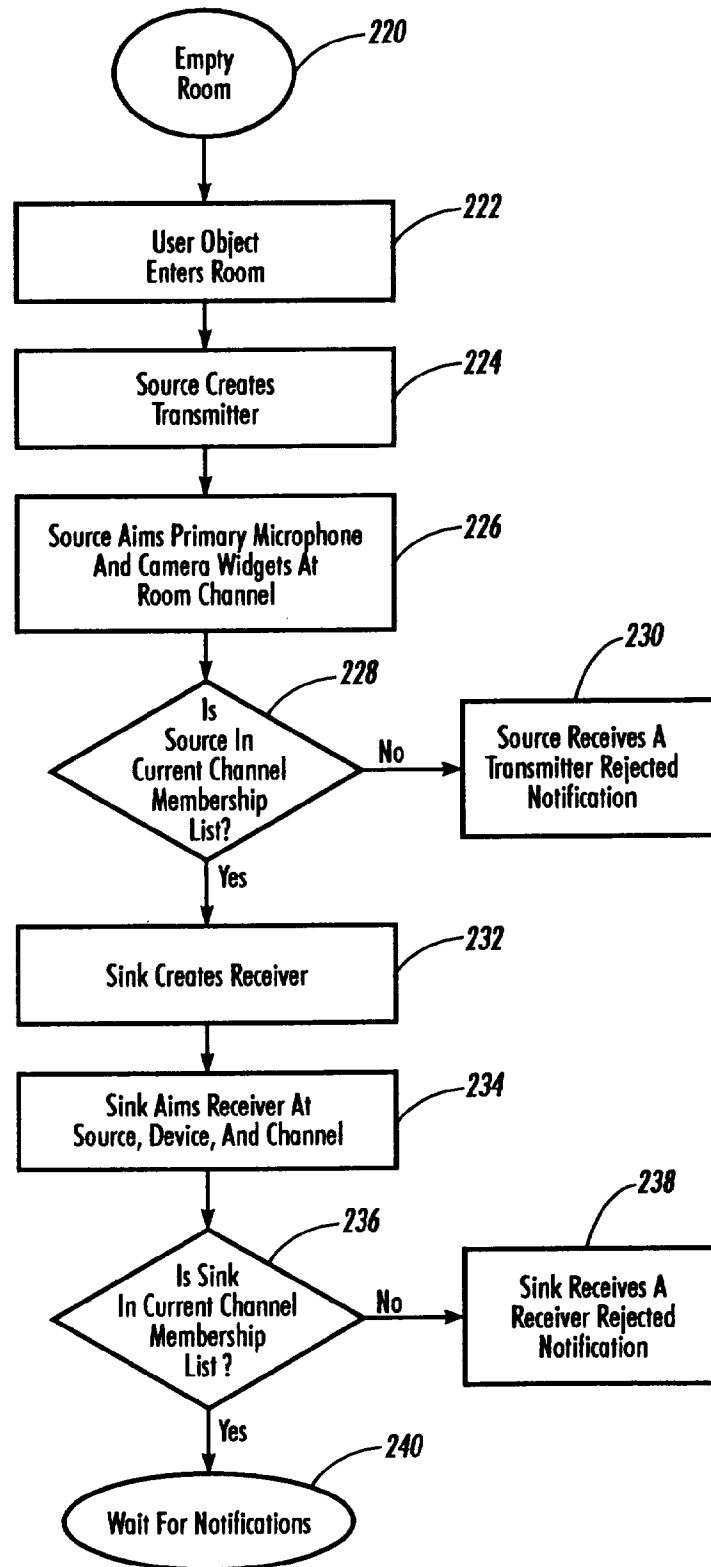 220
Empty
Room
222
User Object
Enters Room
224
Source Creates
Transmitter
226
Source Aims Primary Microphone
And Camera Widgets At
Room Channel
228
Is
Source In
Current Channel
Membership
List?
No
230
Source Receives A
Transmitter Rejected
Notification
Yes
232
Sink Creates Receiver
234
Sink Aims Receiver At
Source, Device, And Channel
236
Is Sink
In Current Channel
Membership
List ?
No
238
Sink Receives A
Receiver Rejected
Notification
Yes
240
Wait For Notifications